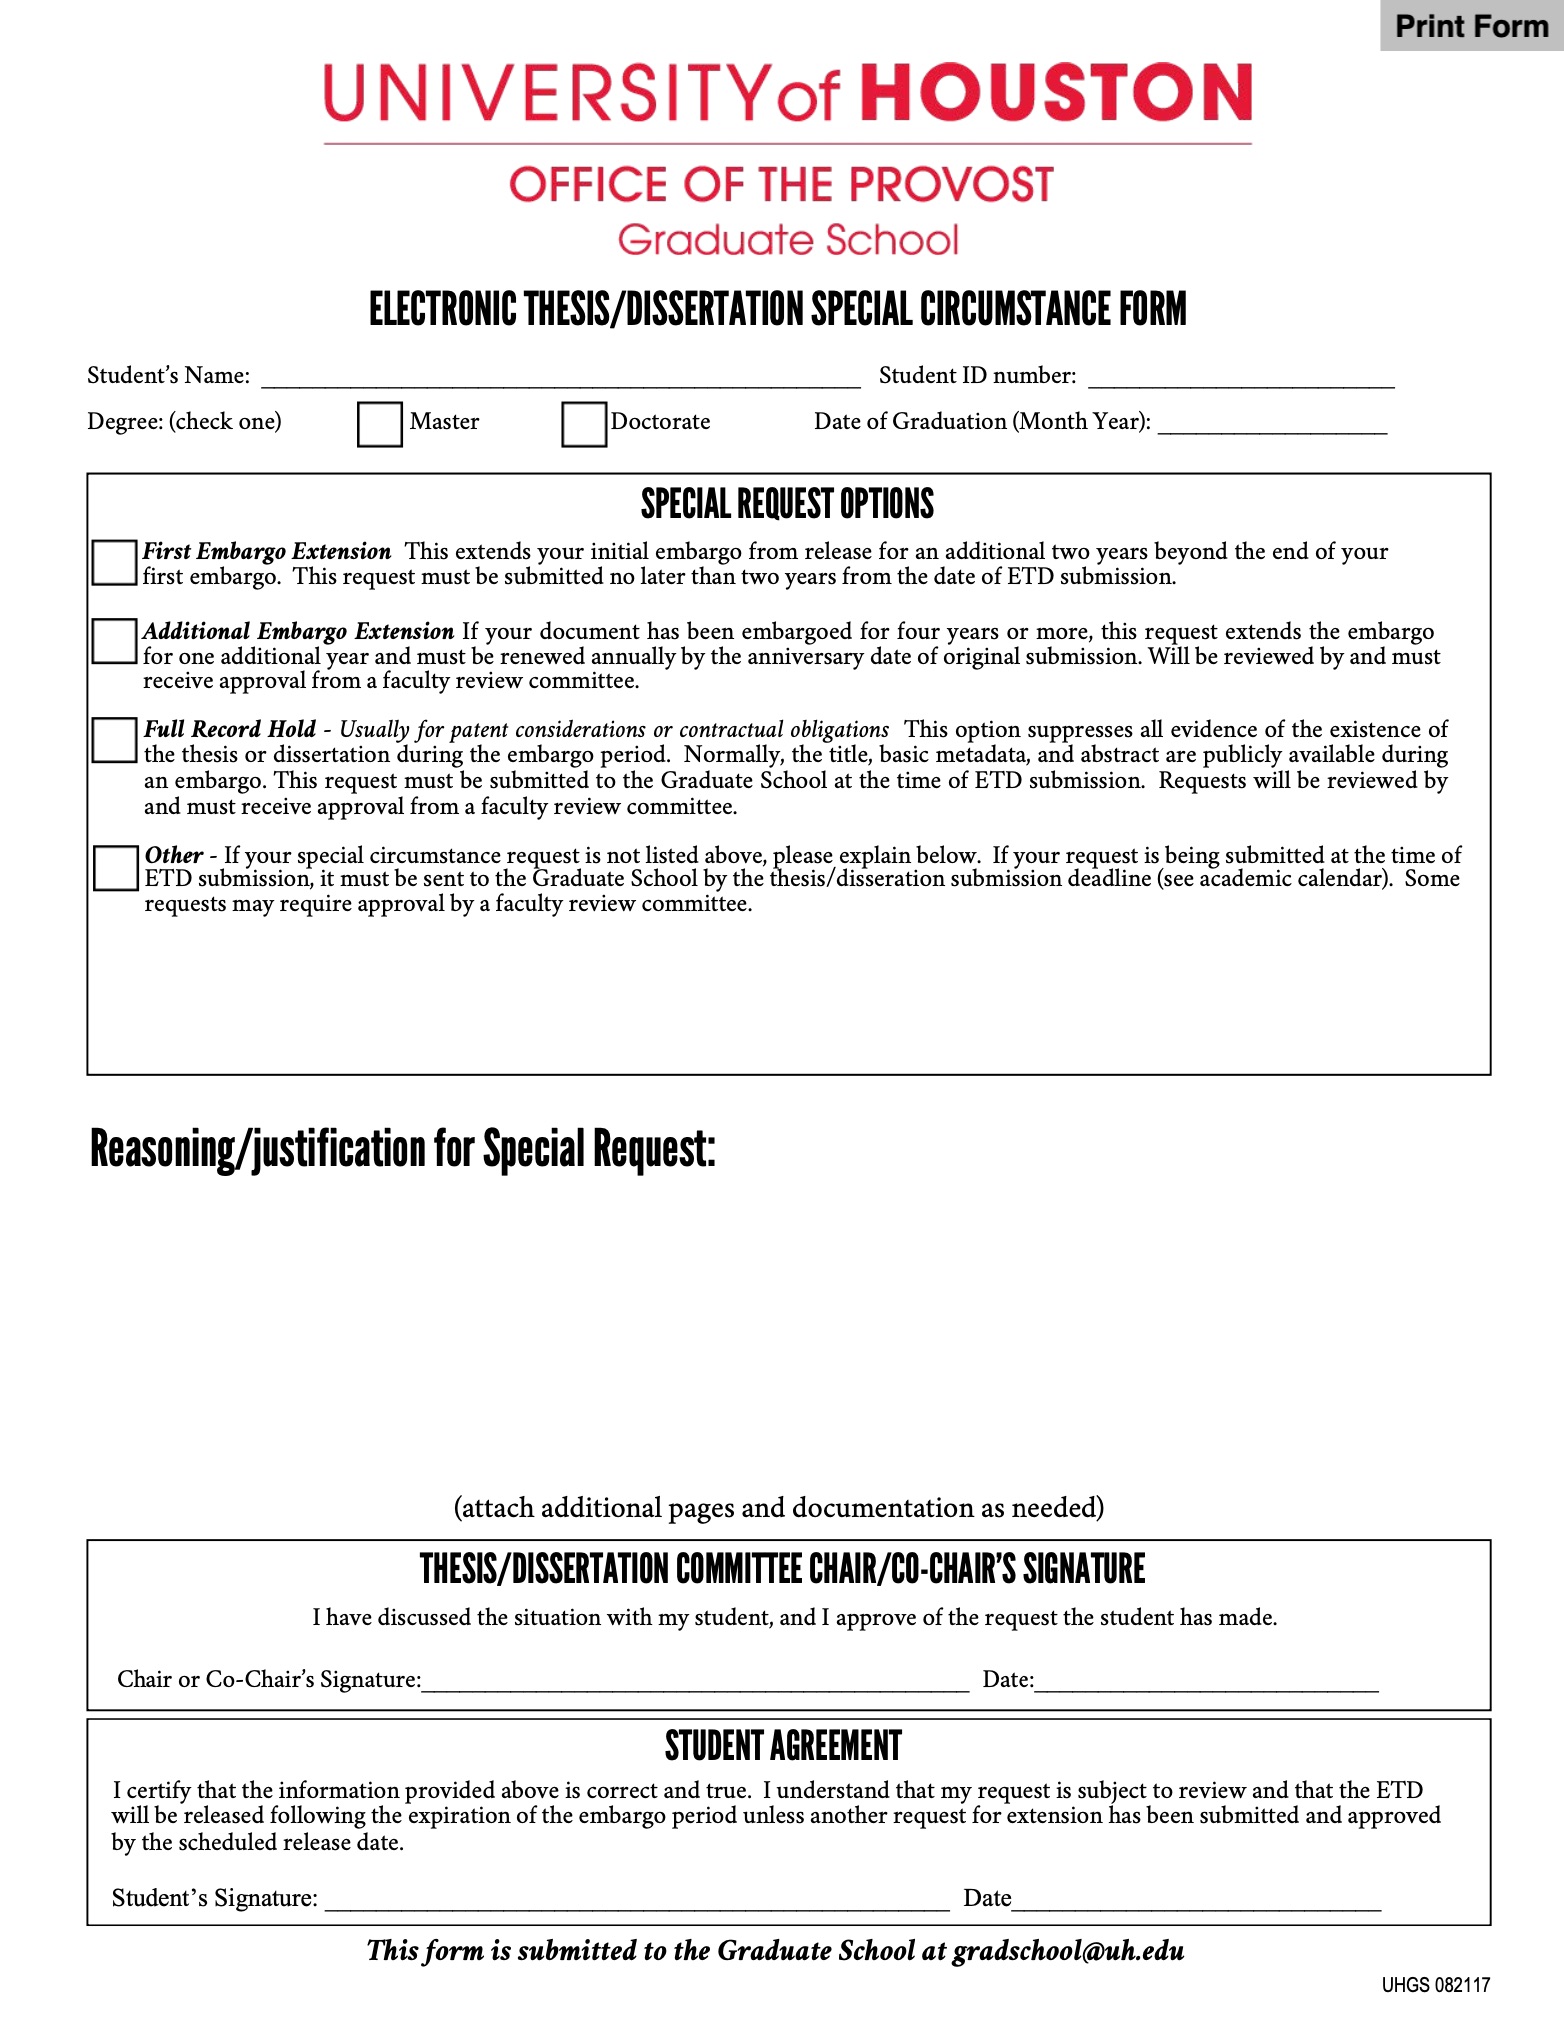 Print Form
UNIVERSITY of HOUSTON
OFFICE OF THE PROVOST
Graduate School
ELECTRONIC THESIS/DISSERTATION SPECIAL CIRCUMSTANCE FORM
Student's Name: ______________________ Student ID number: ______________________
Degree: (check one) Master Doctorate Date of Graduation (Month Year): ______________________
SPECIAL REQUEST OPTIONS
First Embargo Extension This extends your initial embargo from release for an additional two years beyond the end of your
first embargo. This request must be submitted no later than two years from the date of ETD submission.
Additional Embargo Extension If your document has been embargoed for four years or more, this request extends the embargo
for one additional year and must be renewed annually by the anniversary date of original submission. Will be reviewed by and must
receive approval from a faculty review committee.
Full Record Hold - Usually for patent considerations or contractual obligations This option suppresses all evidence of the existence of
the thesis or dissertation during the embargo period. Normally, the title, basic metadata, and abstract are publicly available during
an embargo. This request must be submitted to the Graduate School at the time of ETD submission. Requests will be reviewed by
and must receive approval from a faculty review committee.
Other - If your special circumstance request is not listed above, please explain below. If your request is being submitted at the time of
ETD submission, it must be sent to the Graduate School by the thesis/disseration submission deadline (see academic calendar). Some
requests may require approval by a faculty review committee.
Reasoning/justification for Special Request:
(attach additional pages and documentation as needed)
THESIS/DISSERTATION COMMITTEE CHAIR/CO-CHAIR'S SIGNATURE
I have discussed the situation with my student, and I approve of the request the student has made.
Chair or Co-Chair's Signature:______________________ Date:______________________
STUDENT AGREEMENT
I certify that the information provided above is correct and true. I understand that my request is subject to review and that the ETD
will be released following the expiration of the embargo period unless another request for extension has been submitted and approved
by the scheduled release date.
Student's Signature: ______________________ Date______________________
This form is submitted to the Graduate School at gradschool@uh.edu
UHGS 082117